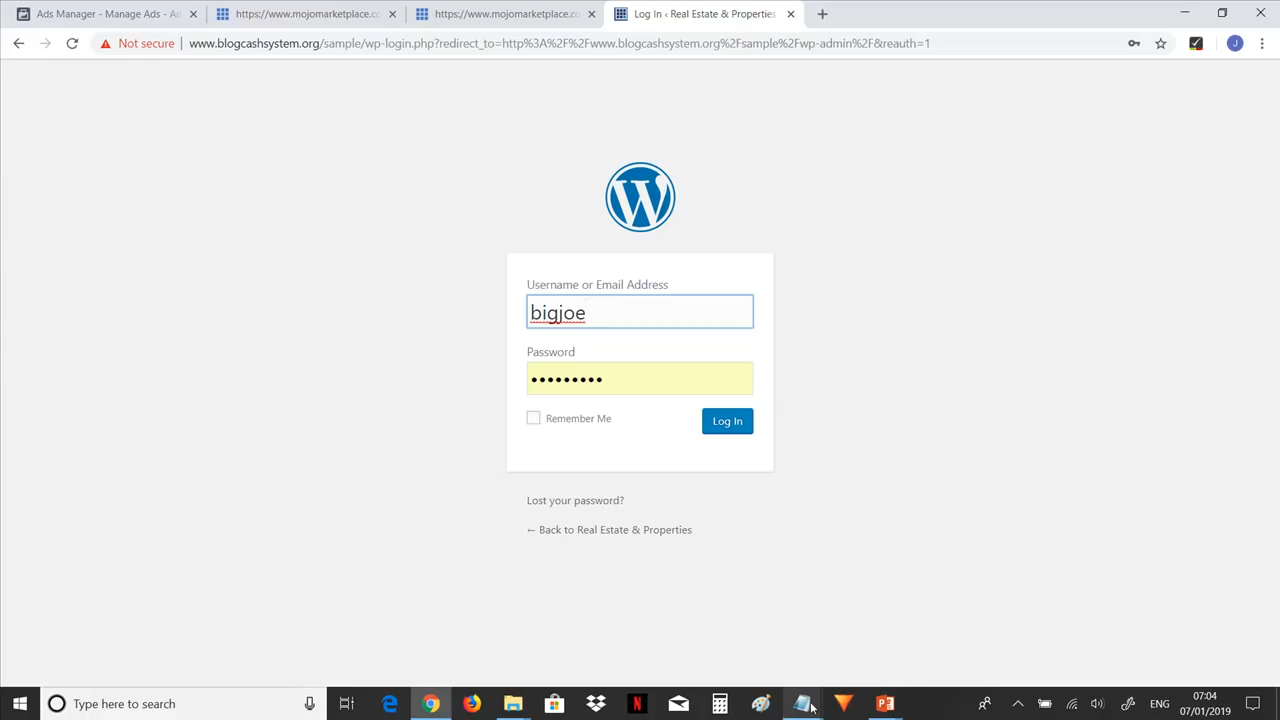 Ads Manager - Manage Ads - Ad
https://www.mojomarketplace.co
https://www.mojomarketplace.co
Log In ‹ Real Estate & Properties
Not secure
www.blogcashsystem.org/sample/wp-login.php?redirect_to=http%3A%2F%2Fwww.blogcashsystem.org%2Fsample%2Fwp-admin%2F&reauth=1
J
W
Username or Email Address
bigjoe
Password
•••••••••
Remember Me
Log In
Lost your password?
← Back to Real Estate & Properties
Type here to search
N
ENG
07:04
07/01/2019